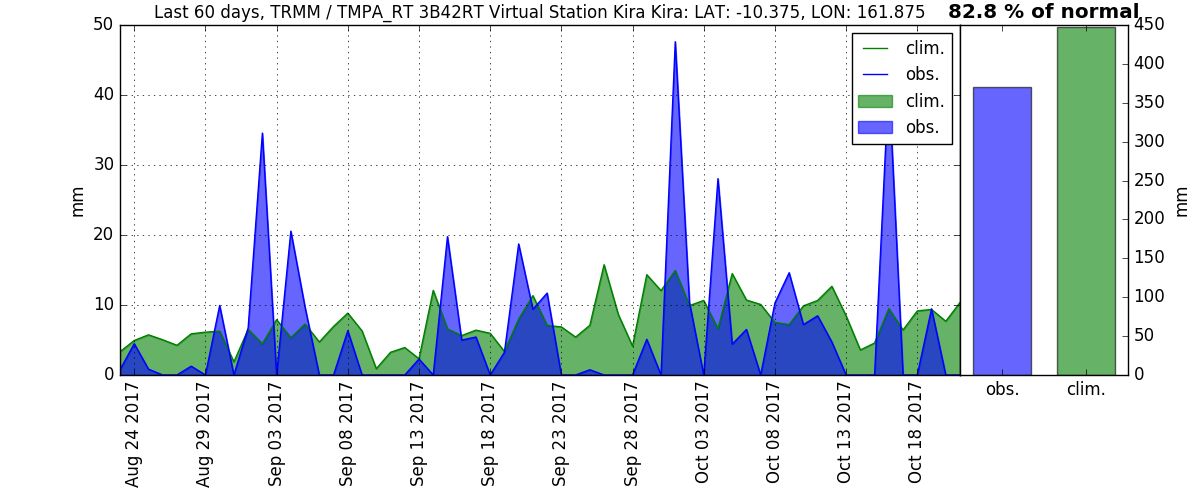 Last 60 days, TRMM / TMPA_RT 3B42RT Virtual Station Kira Kira: LAT: -10.375, LON: 161.875
82.8 % of normal
50
40
30
20
10
0
mm
clim.
obs.
clim.
obs.
Aug 24 2017
Aug 29 2017
Sep 03 2017
Sep 08 2017
Sep 13 2017
Sep 18 2017
Sep 23 2017
Sep 28 2017
Oct 03 2017
Oct 08 2017
Oct 13 2017
Oct 18 2017
450
400
350
300
250
200
150
100
50
0
mm
obs.
clim.